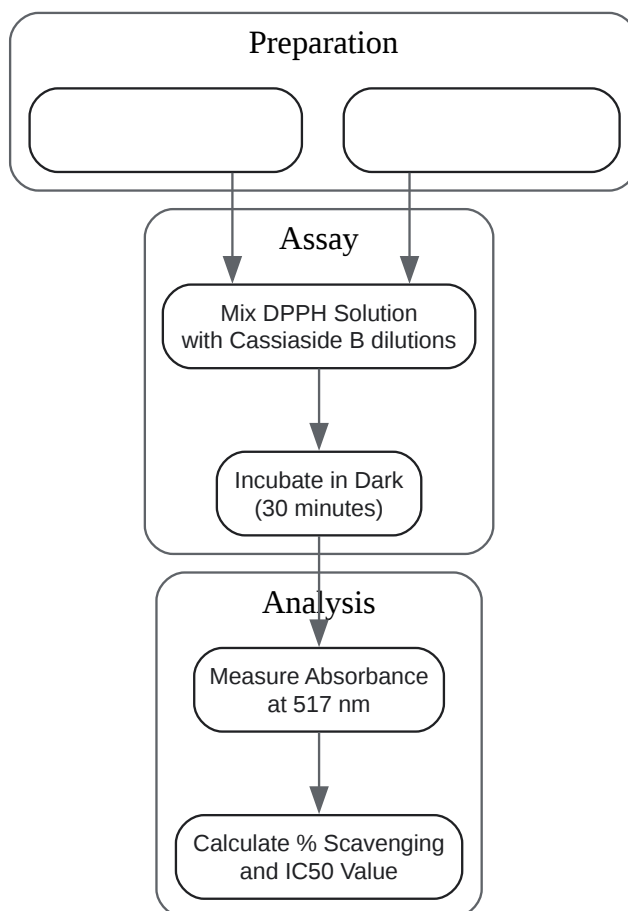 Preparation
Assay
Mix DPPH Solution
with Cassiaside B dilutions
Incubate in Dark
(30 minutes)
Analysis
Measure Absorbance
at 517 nm
Calculate % Scavenging
and IC50 Value